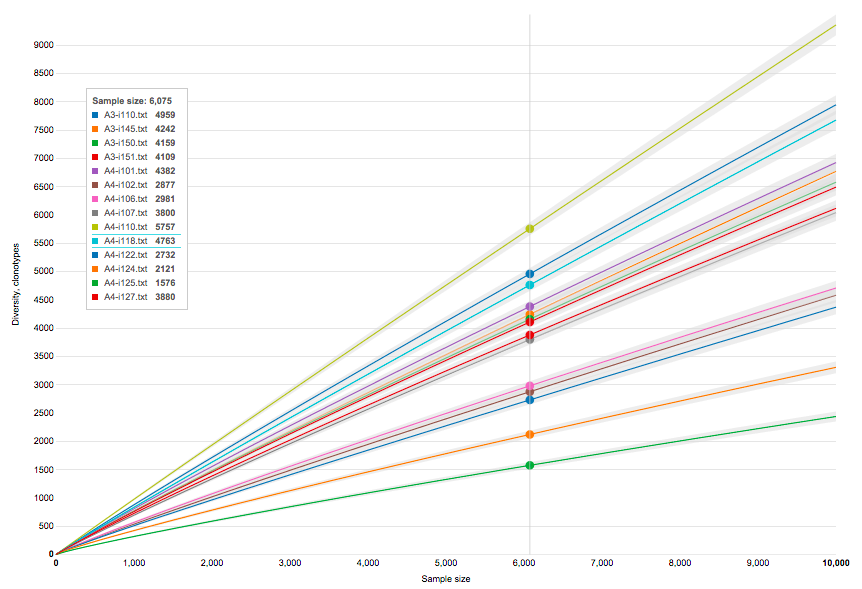 9000
8500
8000
7500
7000
6500
6000
5500
5000
4500
4000
3500
3000
2500
2000
1500
1000
500
0
Diversity, clonotypes
Sample size: 6,075
A3-i110.txt 4959
A3-i145.txt 4242
A3-i150.txt 4159
A3-i151.txt 4109
A4-i101.txt 4382
A4-i102.txt 2877
A4-i106.txt 2981
A4-i107.txt 3800
A4-i110.txt 5757
A4-i118.txt 4763
A4-i122.txt 2732
A4-i124.txt 2121
A4-i125.txt 1576
A4-i127.txt 3880
0 1,000 2,000 3,000 4,000 5,000 6,000 7,000 8,000 9,000 10,000
Sample size